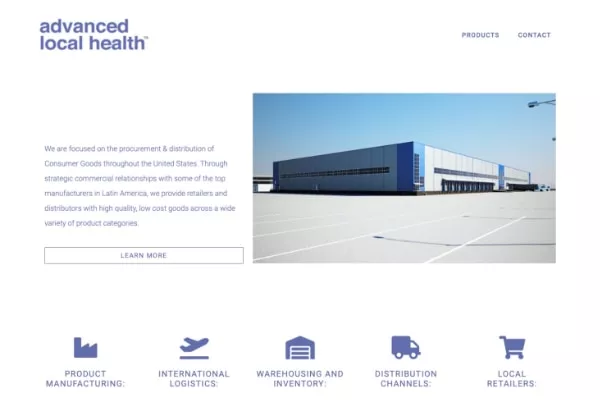 advanced
local health™
PRODUCTS CONTACT
We are focused on the procurement & distribution of
Consumer Goods throughout the United States. Through
strategic commercial relationships with some of the top
manufacturers in Latin America, we provide retailers and
distributors with high quality, low cost goods across a wide
variety of product categories.
LEARN MORE
PRODUCT
MANUFACTURING:
INTERNATIONAL
LOGISTICS:
WAREHOUSING AND
INVENTORY:
DISTRIBUTION
CHANNELS:
LOCAL
RETAILERS: